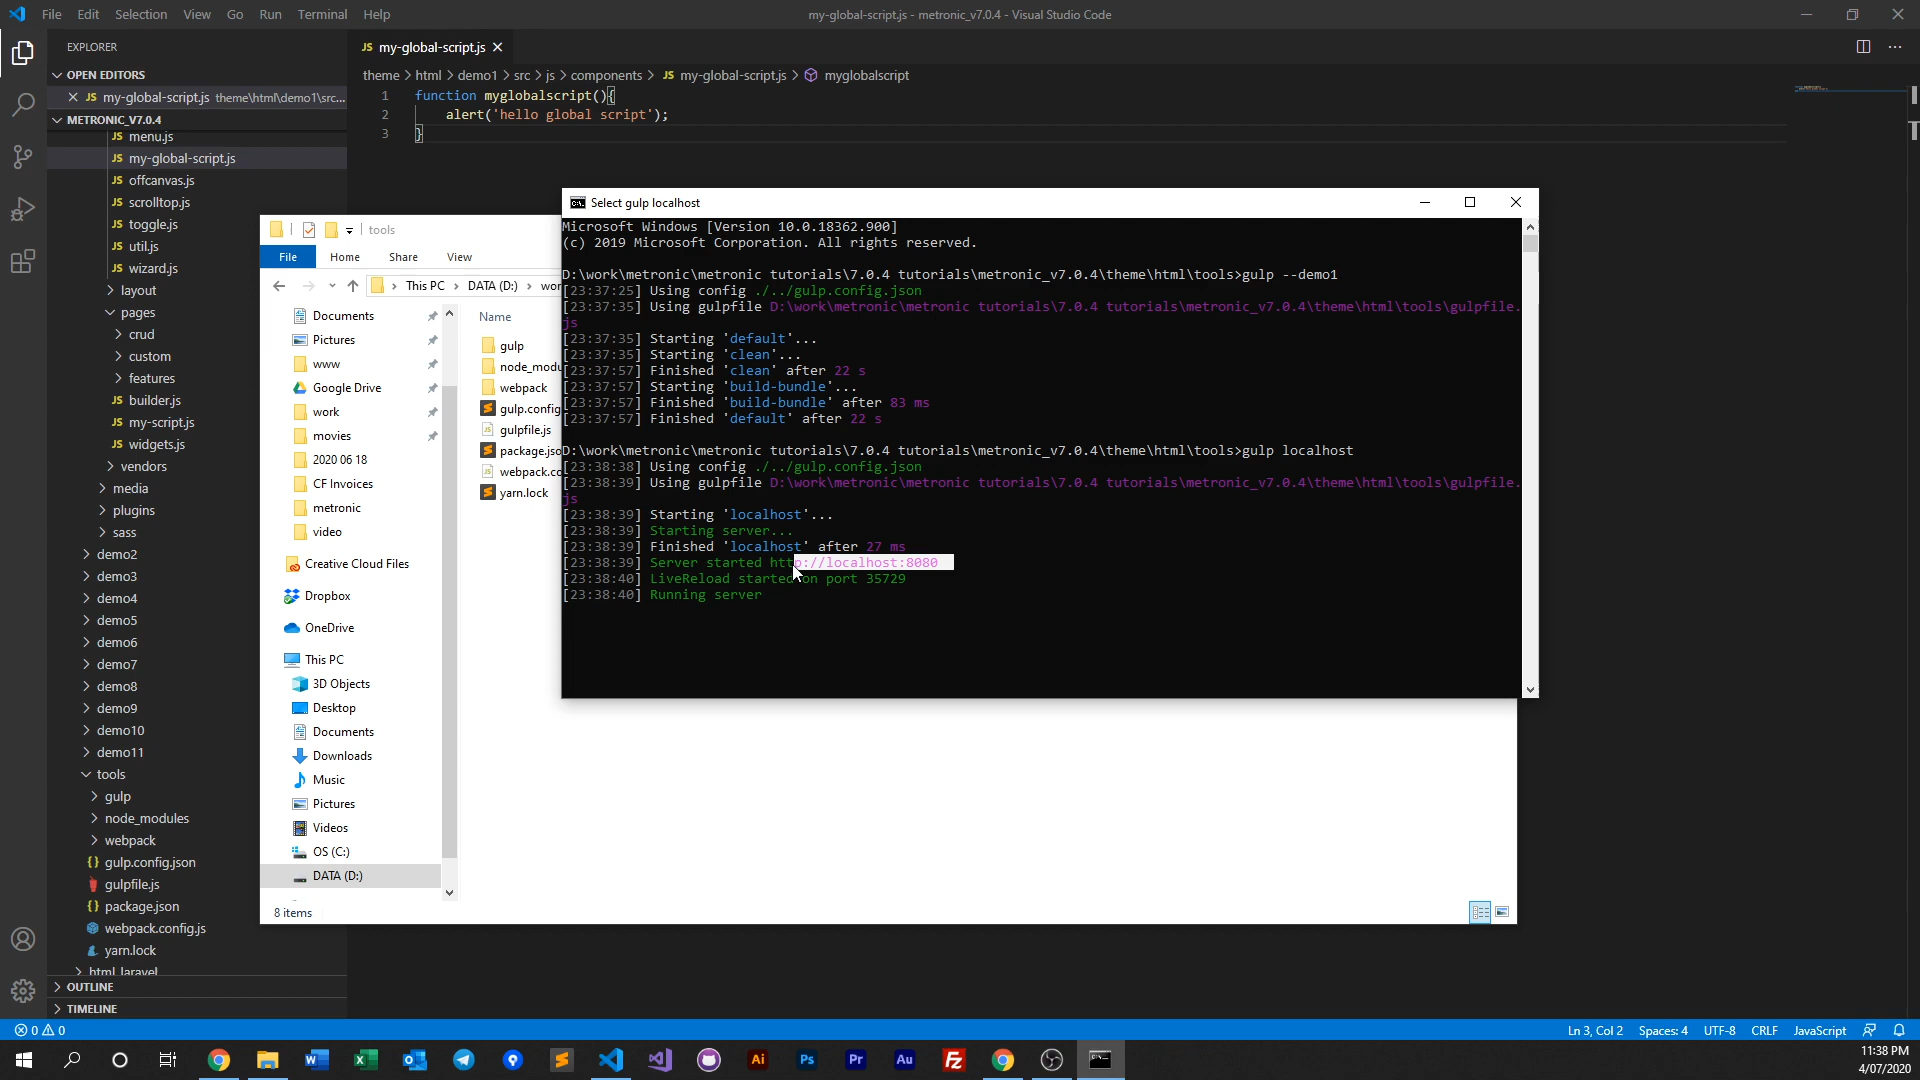 File Edit Selection View Go Run Terminal Help
my-global-script.js - metronic_v7.0.4 - Visual Studio Code
EXPLORER
OPEN EDITORS
my-global-script.js theme\html\demo1\src...
METRONIC_V7.0.4
menu.js
my-global-script.js
offcanvas.js
scrolltop.js
toggle.js
util.js
wizard.js
layout
pages
crud
custom
features
builder.js
my-script.js
widgets.js
vendors
media
plugins
sass
demo2
demo3
demo4
demo5
demo6
demo7
demo8
demo9
demo10
demo11
tools
gulp
node_modules
webpack
gulp.config.json
gulpfile.js
package.json
webpack.config.js
yarn.lock
html_laravel
OUTLINE
TIMELINE
JS my-global-script.js
theme > html > demo1 > src > js > components > JS my-global-script.js > myglobalscript
1 function myglobalscript(){
2 alert('hello global script');
3 }
tools
File Home Share View
This PC > DATA (D:) > wor
Documents
Pictures
www
Google Drive
work
movies
2020 06 18
CF Invoices
metronic
video
Creative Cloud Files
Dropbox
OneDrive
This PC
3D Objects
Desktop
Documents
Downloads
Music
Pictures
Videos
OS (C:)
DATA (D:)
8 items
Name
gulp
node_modu
webpack
gulp.config
gulpfile.js
package.jso
webpack.co
yarn.lock
Select gulp localhost
Microsoft Windows [Version 10.0.18362.900]
(c) 2019 Microsoft Corporation. All rights reserved.
D:\work\metronic\metronic tutorials\7.0.4 tutorials\metronic_v7.0.4\theme\html\tools>gulp --demo1
[23:37:25] Using config ./../gulp.config.json
[23:37:35] Using gulpfile D:\work\metronic\metronic tutorials\7.0.4 tutorials\metronic_v7.0.4\theme\html\tools\gulpfile.
js
[23:37:35] Starting 'default'...
[23:37:35] Starting 'clean'...
[23:37:57] Finished 'clean' after 22 s
[23:37:57] Starting 'build-bundle'...
[23:37:57] Finished 'build-bundle' after 83 ms
[23:37:57] Finished 'default' after 22 s
D:\work\metronic\metronic tutorials\7.0.4 tutorials\metronic_v7.0.4\theme\html\tools>gulp localhost
[23:38:38] Using config ./../gulp.config.json
[23:38:39] Using gulpfile D:\work\metronic\metronic tutorials\7.0.4 tutorials\metronic_v7.0.4\theme\html\tools\gulpfile.
js
[23:38:39] Starting 'localhost'...
[23:38:39] Starting server...
[23:38:39] Finished 'localhost' after 27 ms
[23:38:39] Server started http://localhost:8080
[23:38:40] LiveReload started on port 35729
[23:38:40] Running server
0 0
Ln 3, Col 2 Spaces: 4 UTF-8 CRLF JavaScript
Ai Ps Pr Au
11:38 PM
4/07/2020